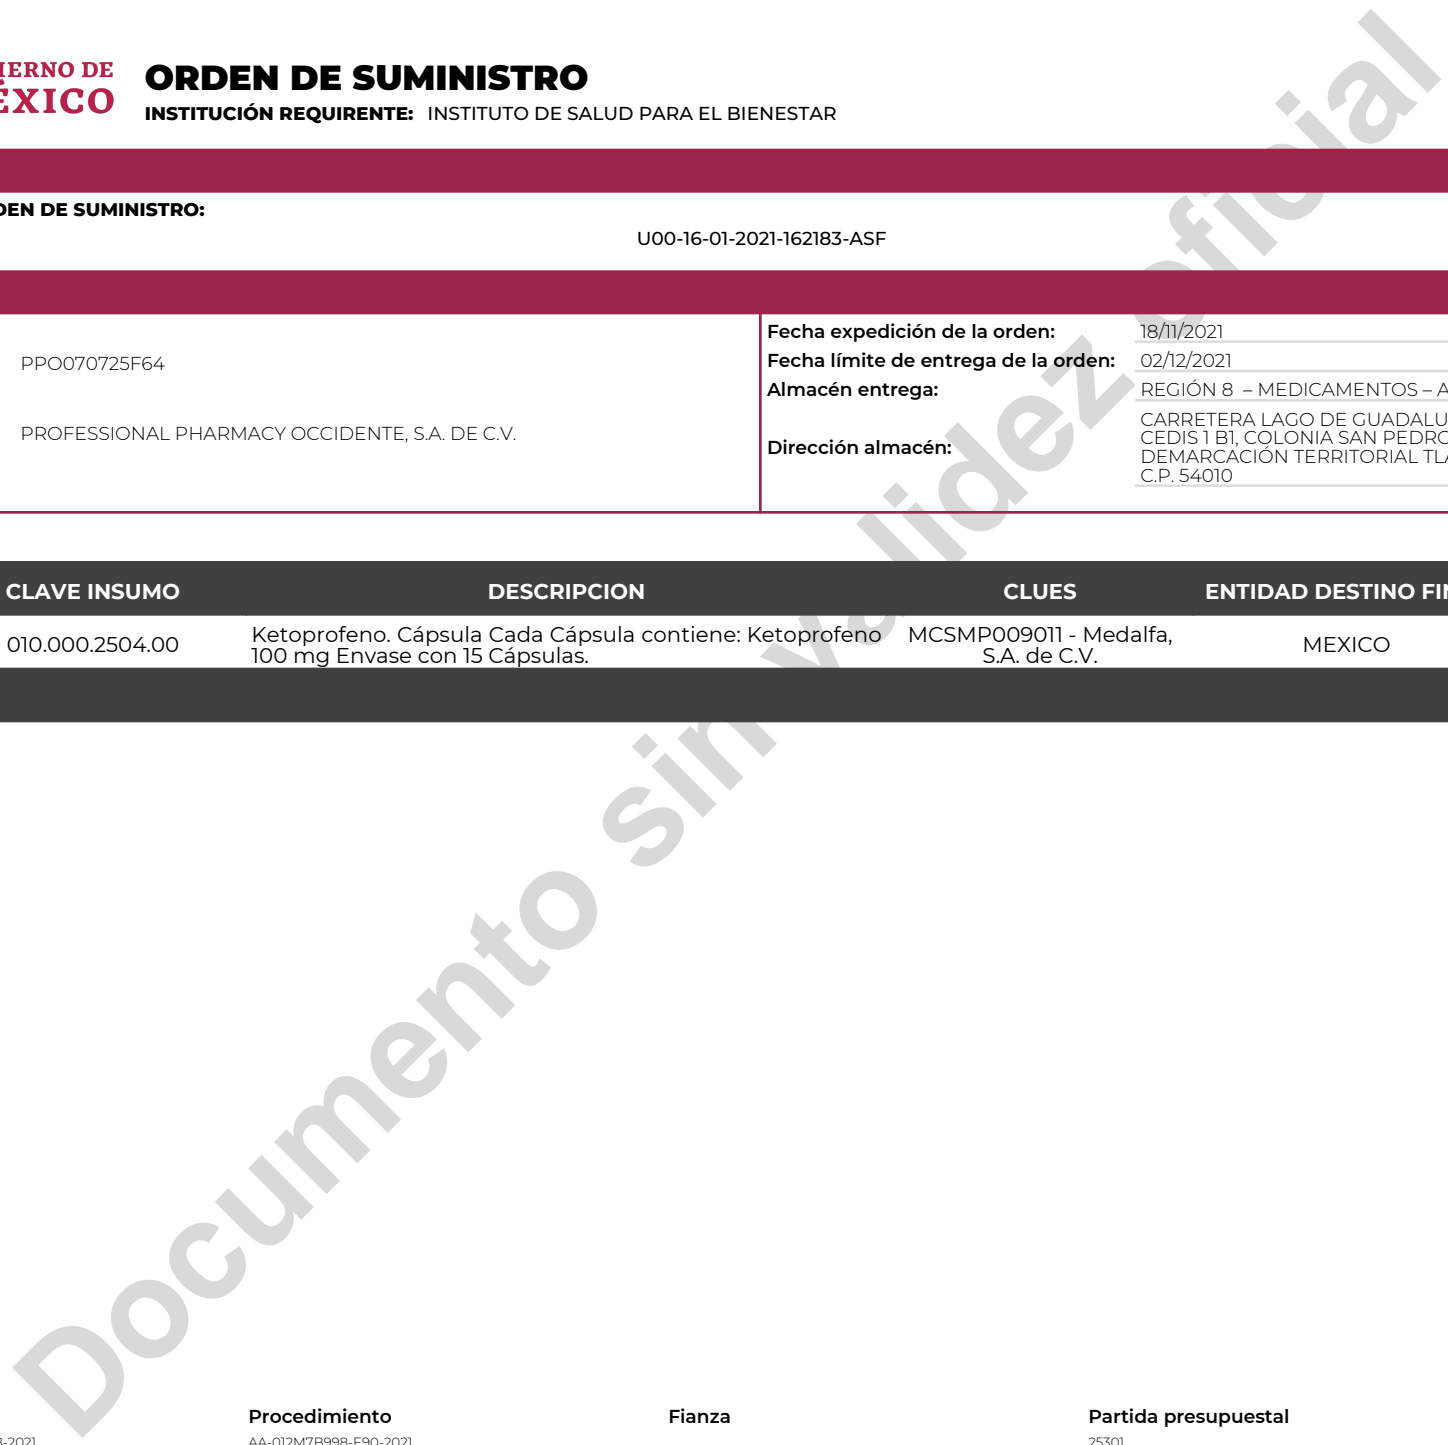 IERNO DE
ÉXICO
ORDEN DE SUMINISTRO
INSTITUCIÓN REQUIRENTE: INSTITUTO DE SALUD PARA EL BIENESTAR
DEN DE SUMINISTRO:
U00-16-01-2021-162183-ASF
PPO070725F64
PROFESSIONAL PHARMACY OCCIDENTE, S.A. DE C.V.
Fecha expedición de la orden: 18/11/2021
Fecha límite de entrega de la orden: 02/12/2021
Almacén entrega: REGIÓN 8 – MEDICAMENTOS – A
Dirección almacén:
CARRETERA LAGO DE GUADALU
CEDIS 1 B1, COLONIA SAN PEDRO
DEMARCACIÓN TERRITORIAL TLA
C.P. 54010
CLAVE INSUMO DESCRIPCION CLUES ENTIDAD DESTINO FIN
010.000.2504.00
Ketoprofeno. Cápsula Cada Cápsula contiene: Ketoprofeno
100 mg Envase con 15 Cápsulas.
MCSMP009011 - Medalfa,
S.A. de C.V.
MEXICO
Documento sin validez oficial
Procedimiento Fianza Partida presupuestal
-2021 AA-012M7B998-E90-2021 25301